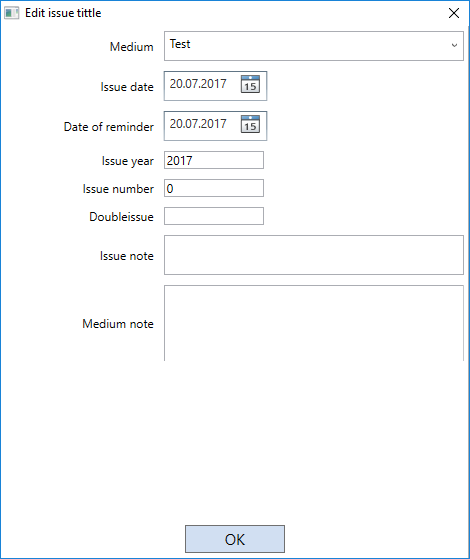 Edit issue tittle
Medium Test
Issue date 20.07.2017 15
Date of reminder 20.07.2017 15
Issue year 2017
Issue number 0
Doubleissue
Issue note
Medium note
OK